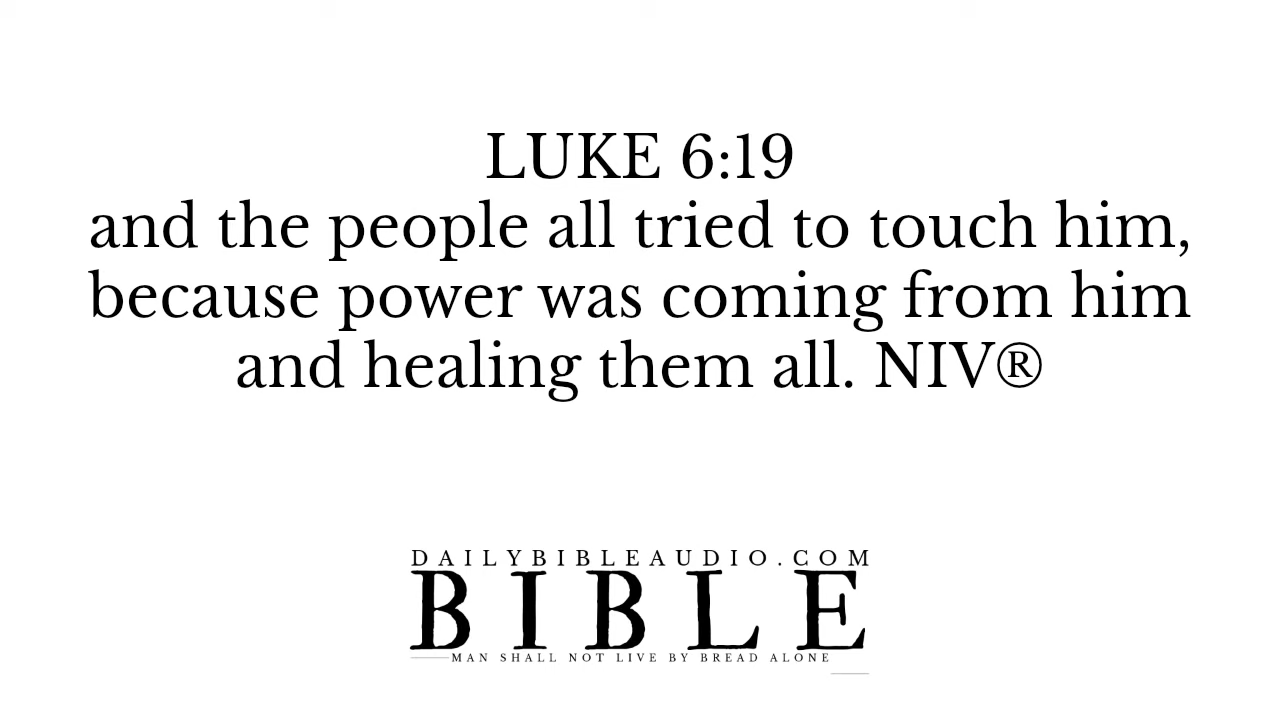 LUKE 6:19
and the people all tried to touch him,
because power was coming from him
and healing them all. NIV®
DAILYBIBLEAUDIO.COM
BIBLE
MAN SHALL NOT LIVE BY BREAD ALONE